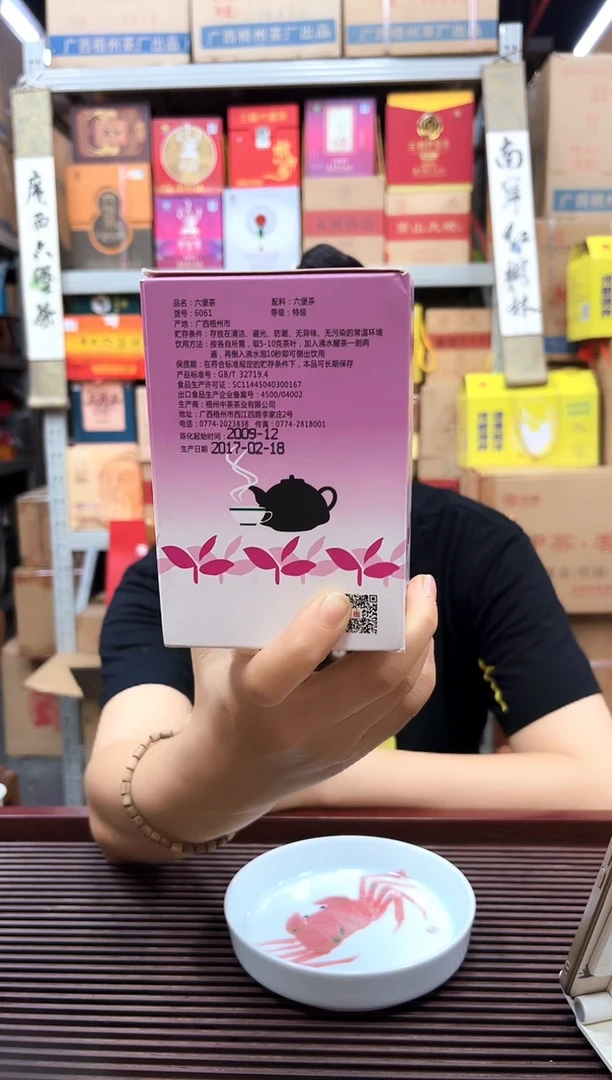 广西梧州茶厂出品
广西梧州茶厂出品
广西梧州茶厂出品
广西六堡茶
品名：六堡茶 配料：六堡茶
货号：6061 等级：特级
产地：广西梧州市
贮存条件：存放在清洁、避光、防潮、无异味、无污染的常温环境
饮用方法：按各自所需，取5-10克茶叶，加入沸水醒茶一刻两
遍，再倒入沸水泡10秒即可倒出饮用
保质期：在符合标准规定的贮存条件下，本品可长期保存
产品标准号：GB/T 32719.4
食品生产许可证：SC11445040300167
出口食品生产企业备案号：4500/04002
生产商：梧州中茶茶业有限公司
地址：广西梧州市西江四路李家庄2号
电话：0774-2023838 传真：0774-2818001
陈化起始时间：2009-12
生产日期 2017-02-18